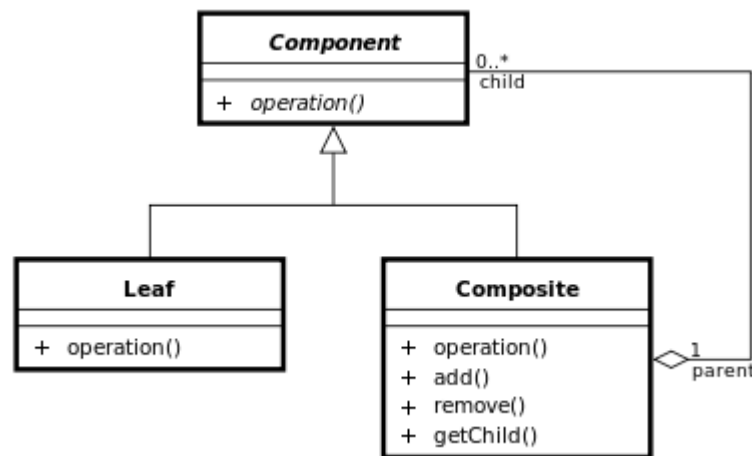 Component
+ operation()
0..*
child
Leaf
+ operation()
Composite
+ operation()
+ add()
+ remove()
+ getChild()
1
parent